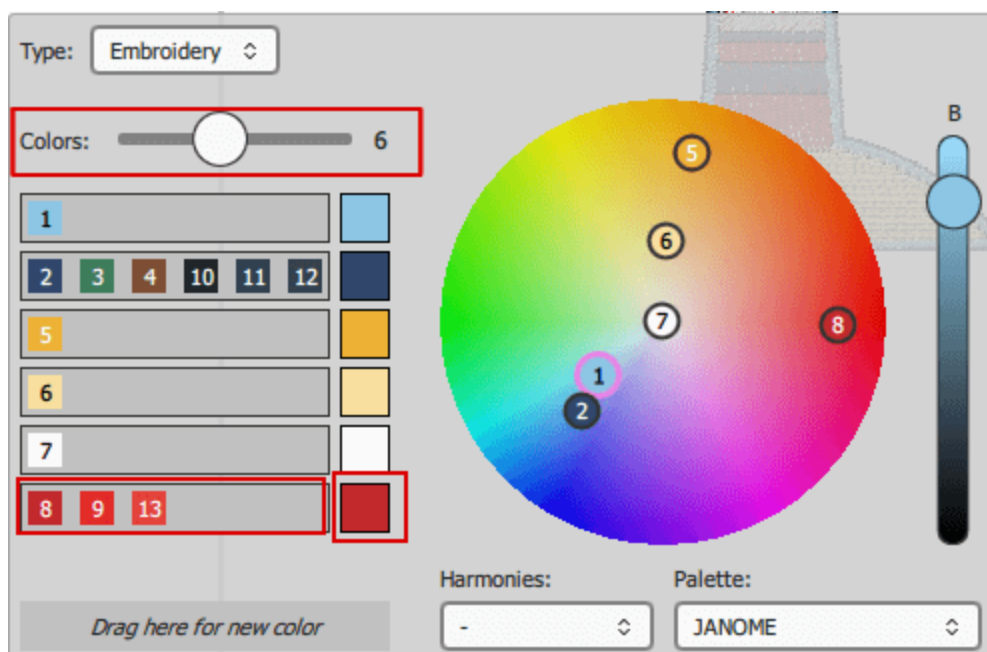 Type: Embroidery
Colors: 6
B
1
2 3 4 10 11 12
5
6
7
8 9 13
5
6
7
8
1
2
Drag here for new color
Harmonies:
-
Palette:
JANOME